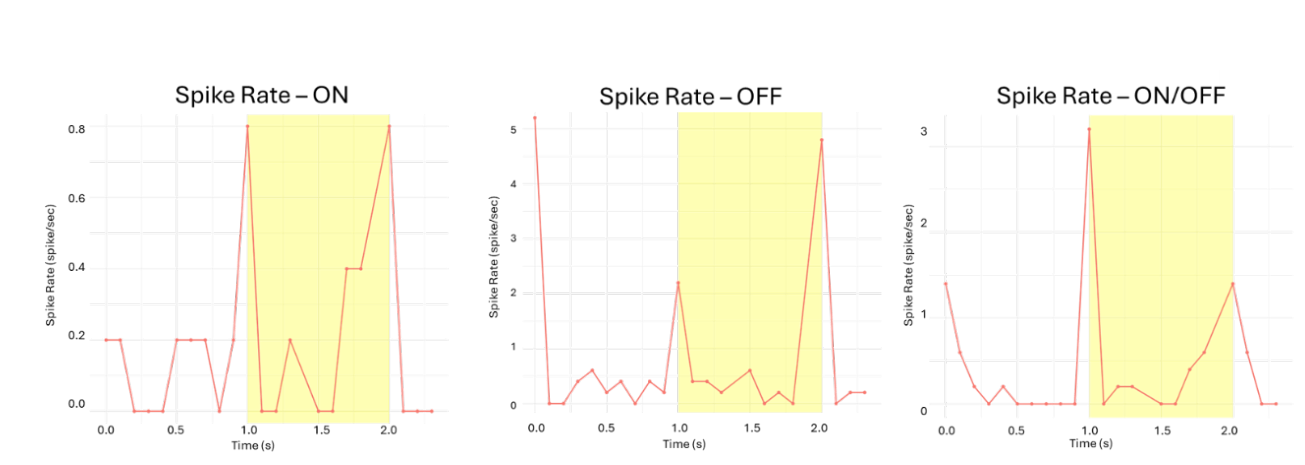 Spike Rate – ON
Spike Rate (spike/sec)
0.8
0.6
0.4
0.2
0.0
0.0 0.5 1.0 1.5 2.0
Time (s)
Spike Rate – OFF
Spike Rate (spike/sec)
5
4
3
2
1
0
0.0 0.5 1.0 1.5 2.0
Time (s)
Spike Rate – ON/OFF
Spike Rate (spike/sec)
3
2
1
0
0.0 0.5 1.0 1.5 2.0
Time (s)